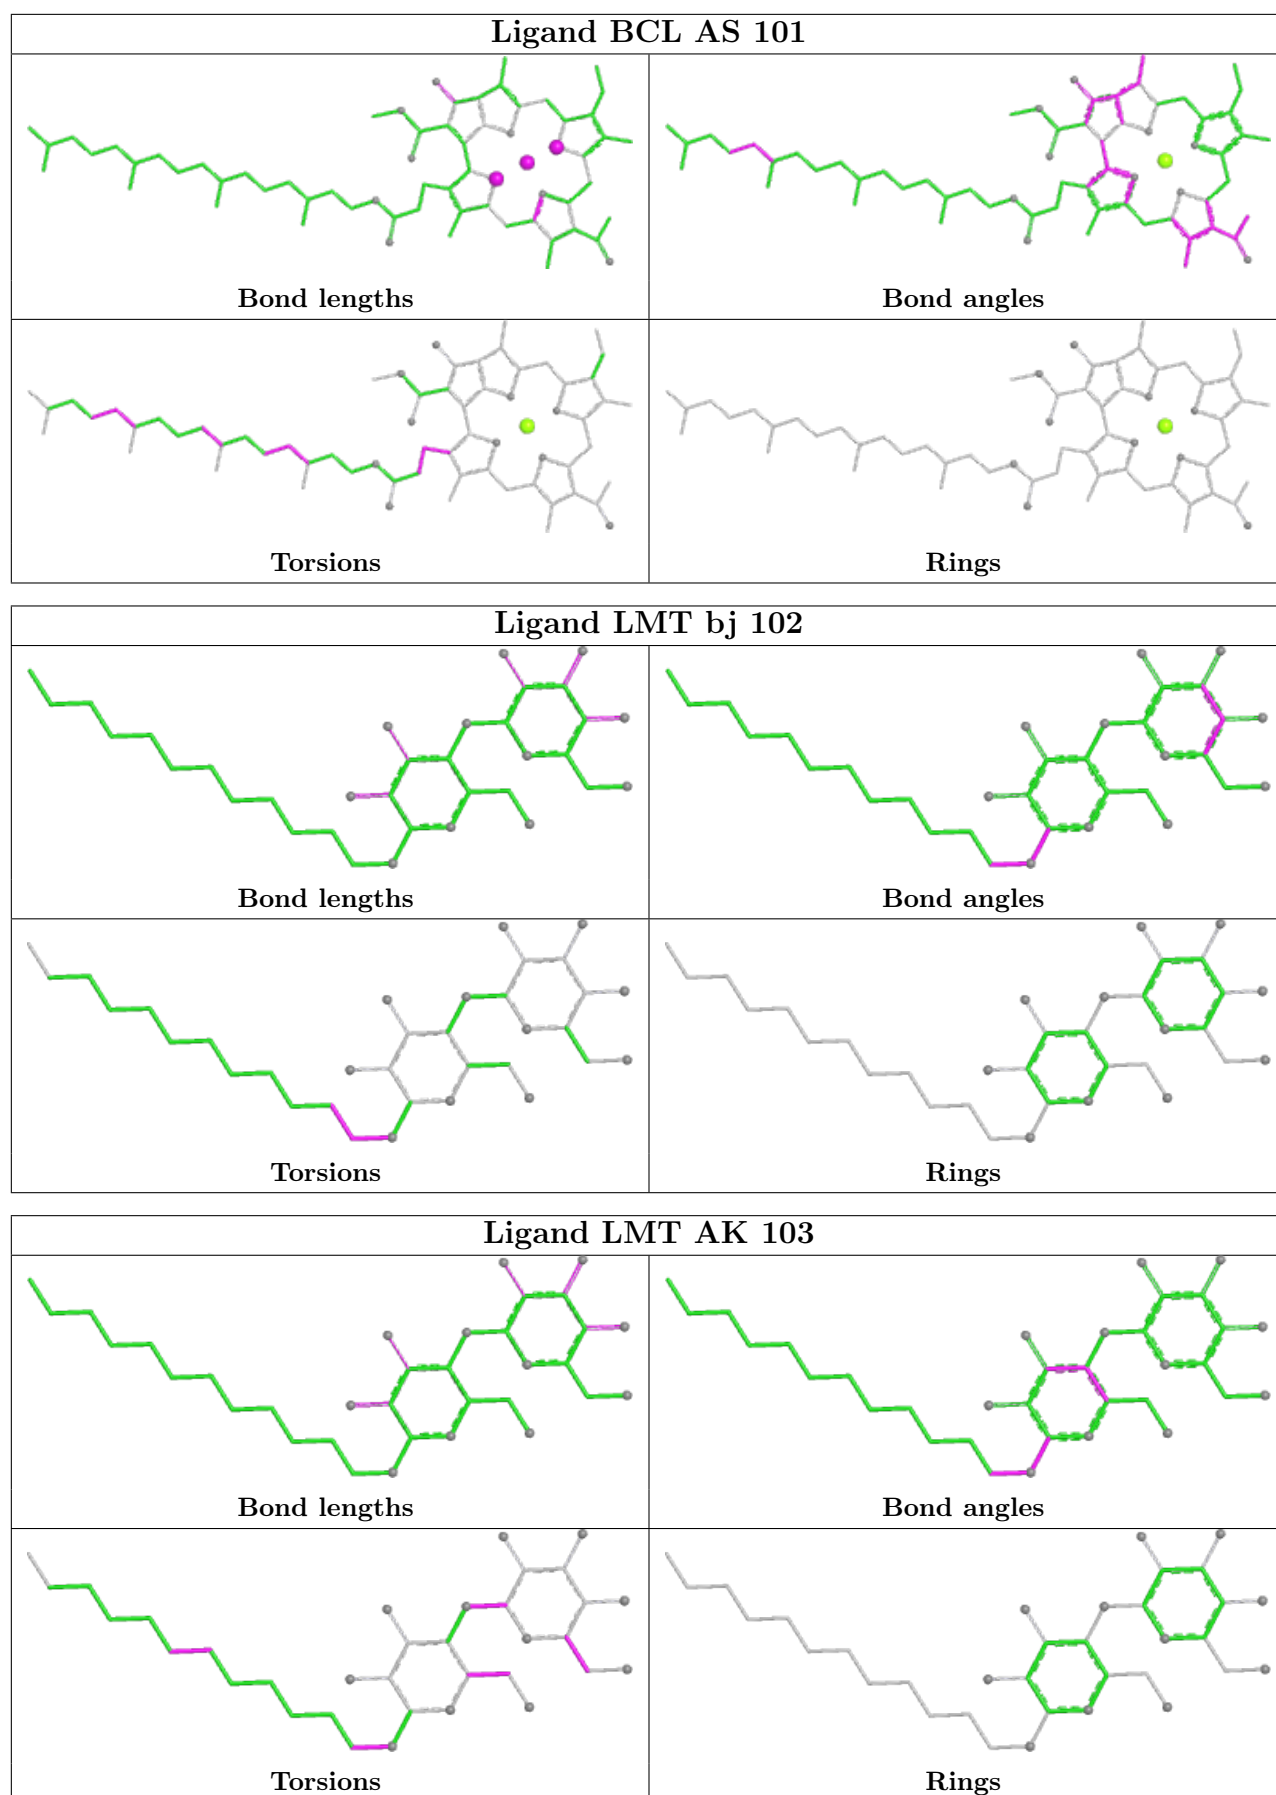 Ligand BCL AS 101
Bond lengths
Bond angles
Torsions
Rings
Ligand LMT bj 102
Bond lengths
Bond angles
Torsions
Rings
Ligand LMT AK 103
Bond lengths
Bond angles
Torsions
Rings